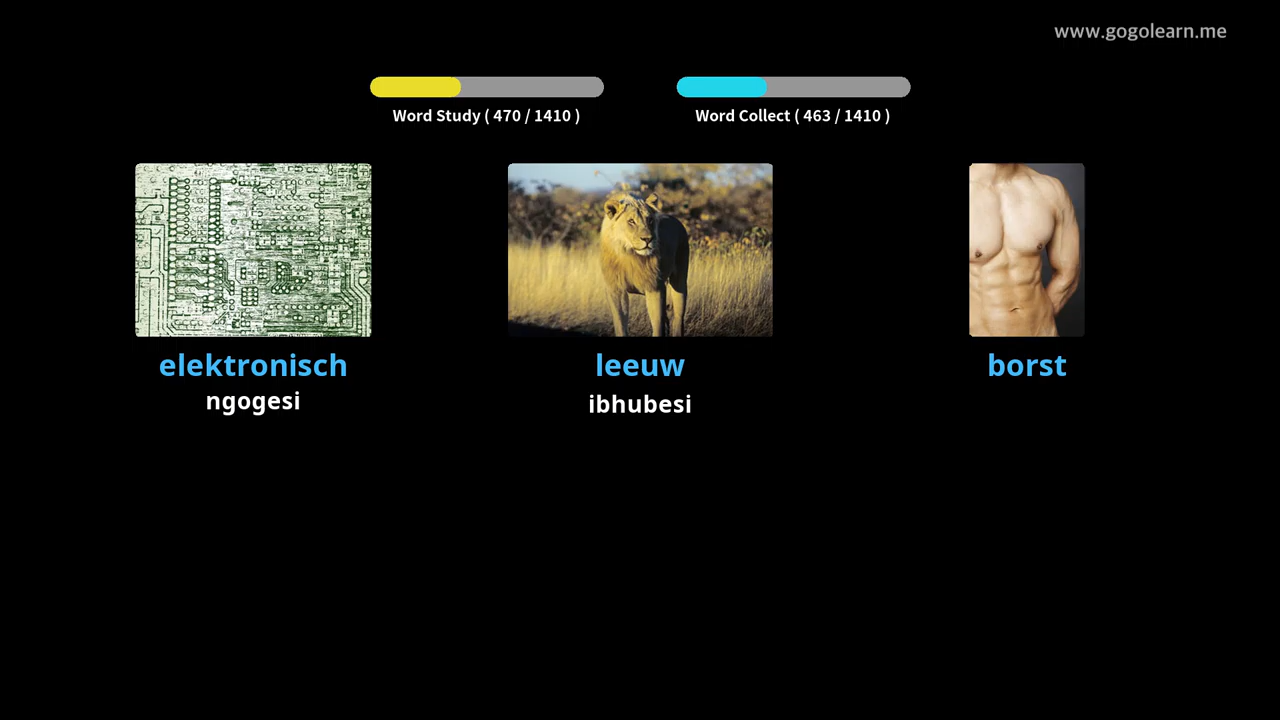 www.gogolearn.me
Word Study ( 470 / 1410 )
Word Collect ( 463 / 1410 )
elektronisch
ngogesi
leeuw
ibhubesi
borst